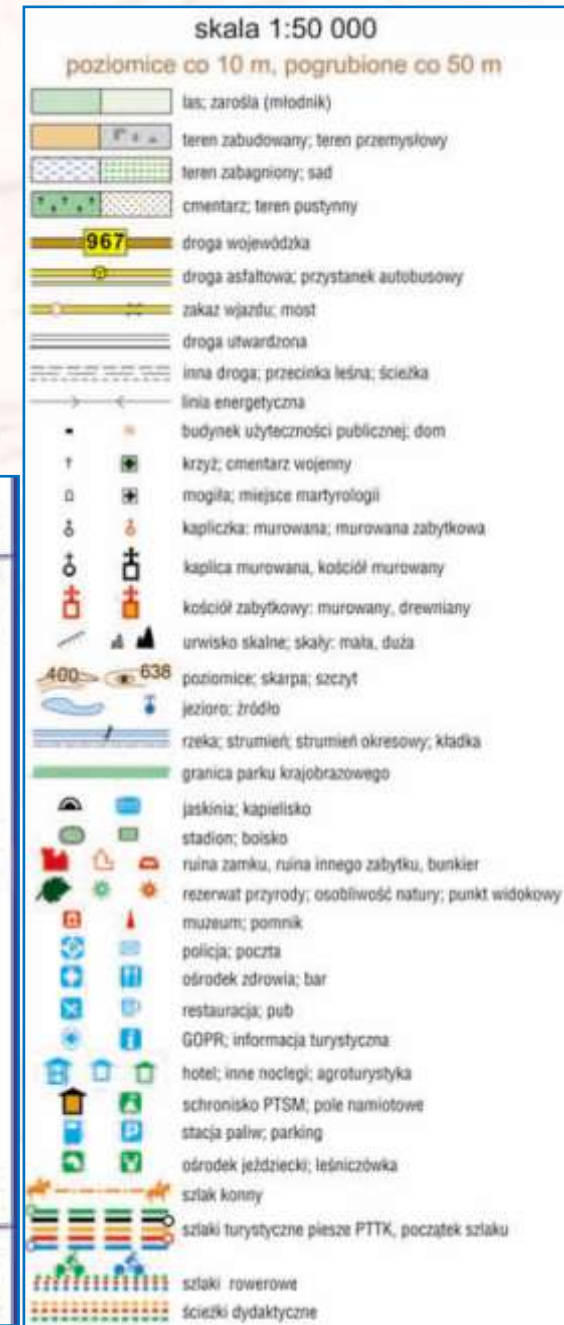 skala 1:50 000
poziomice co 10 m, pogrubione co 50 m
las; zarośla (młodnik)
teren zabudowany; teren przemysłowy
teren zabagniony; sad
cmentarz; teren pustynny
967 droga wojewódzka
droga asfaltowa; przystanek autobusowy
zakaz wjazdu; most
droga utwardzona
inna droga; przecinka leśna; ścieżka
linia energetyczna
budynek użyteczności publicznej; dom
krzyż; cmentarz wojenny
mogiła; miejsce martyrologii
kapliczka: murowana; murowana zabytkowa
kaplica murowana, kościół murowany
kościół zabytkowy: murowany, drewniany
urwisko skalne; skały: mała, duża
400 638 poziomice; skarpa; szczyt
jezioro; źródło
rzeka; strumień; strumień okresowy; kładka
granica parku krajobrazowego
jaskinia; kapielisko
stadion; boisko
ruina zamku, ruina innego zabytku, bunkier
rezerwat przyrody; osobliwość natury; punkt widokowy
muzeum; pomnik
policja; poczta
ośrodek zdrowia; bar
restauracja; pub
GOPR; informacja turystyczna
hotel; inne noclegi; agroturystyka
schronisko PTSM; pole namiotowe
stacja paliw; parking
ośrodek jeździecki; leśniczówka
szlak konny
szlaki turystyczne piesze PTTK, początek szlaku
szlaki rowerowe
ścieżki dydaktyczne